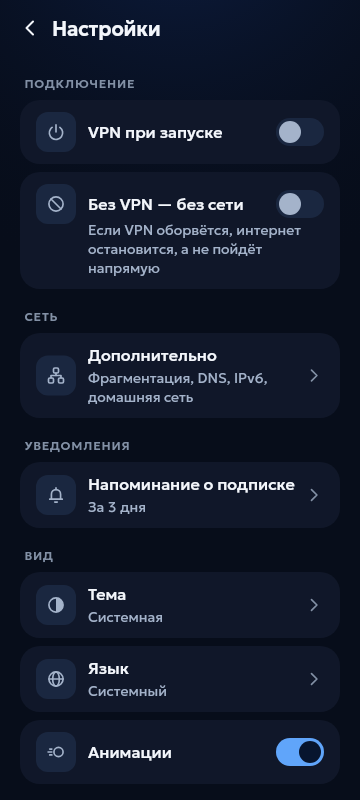 Настройки
ПОДКЛЮЧЕНИЕ
VPN при запуске
Без VPN — без сети
Если VPN оборвётся, интернет
остановится, а не пойдёт
напрямую
СЕТЬ
Дополнительно
Фрагментация, DNS, IPv6,
домашняя сеть
УВЕДОМЛЕНИЯ
Напоминание о подписке
За 3 дня
ВИД
Тема
Системная
Язык
Системный
Анимации